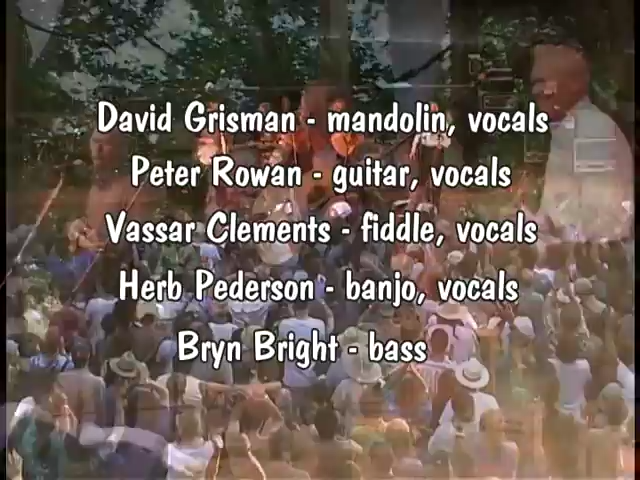 David Grisman - mandolin, vocals
Peter Rowan - guitar, vocals
Vassar Clements - fiddle, vocals
Herb Pederson - banjo, vocals
Bryn Bright - bass